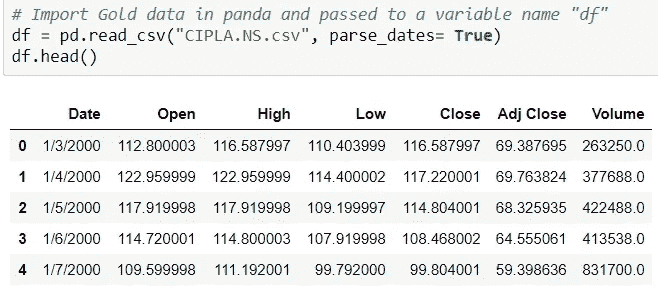 # Import Gold data in panda and passed to a variable name "df"
df = pd.read_csv("CIPLA.NS.csv", parse_dates= True)
df.head()
Date Open High Low Close Adj Close Volume
0 1/3/2000 112.800003 116.587997 110.403999 116.587997 69.387695 263250.0
1 1/4/2000 122.959999 122.959999 114.400002 117.220001 69.763824 377688.0
2 1/5/2000 117.919998 117.919998 109.199997 114.804001 68.325935 422488.0
3 1/6/2000 114.720001 114.800003 107.919998 108.468002 64.555061 413538.0
4 1/7/2000 109.599998 111.192001 99.792000 99.804001 59.398636 831700.0